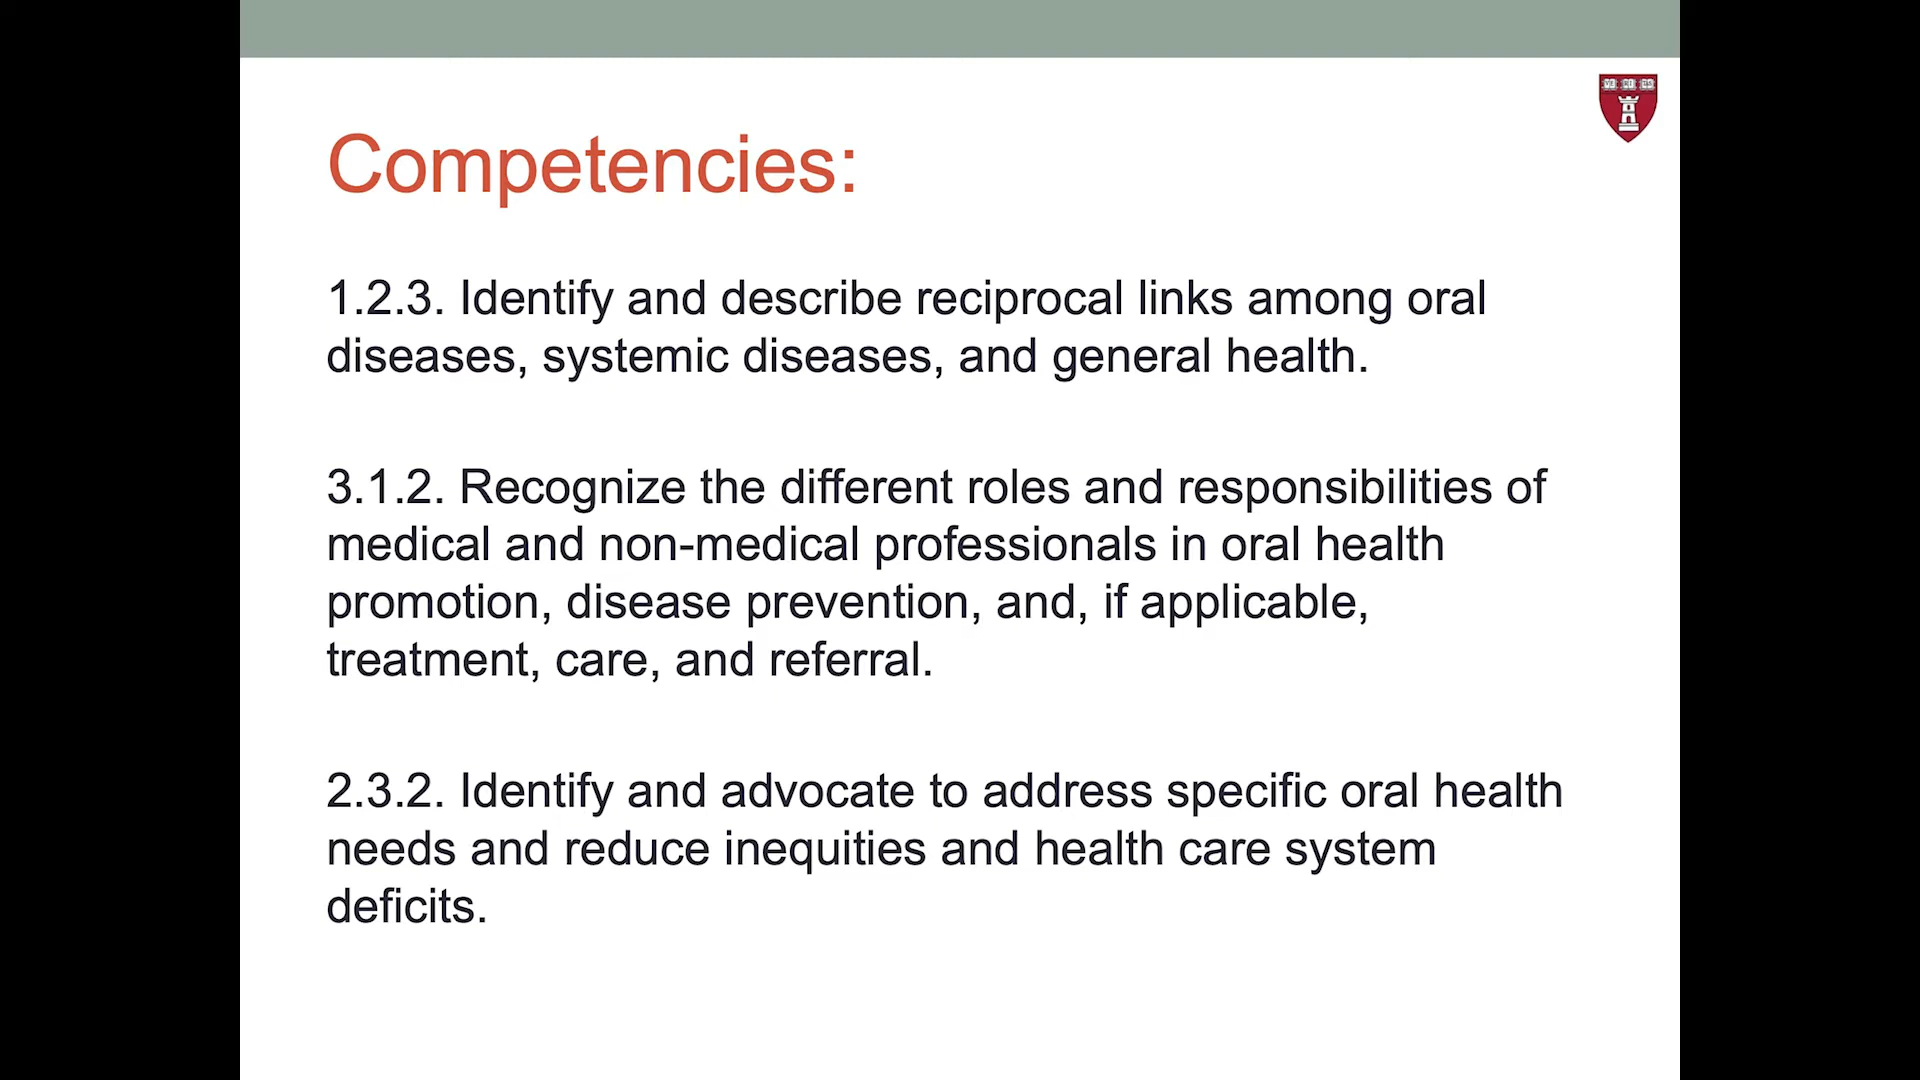 Competencies:
1.2.3. Identify and describe reciprocal links among oral
diseases, systemic diseases, and general health.
3.1.2. Recognize the different roles and responsibilities of
medical and non-medical professionals in oral health
promotion, disease prevention, and, if applicable,
treatment, care, and referral.
2.3.2. Identify and advocate to address specific oral health
needs and reduce inequities and health care system
deficits.